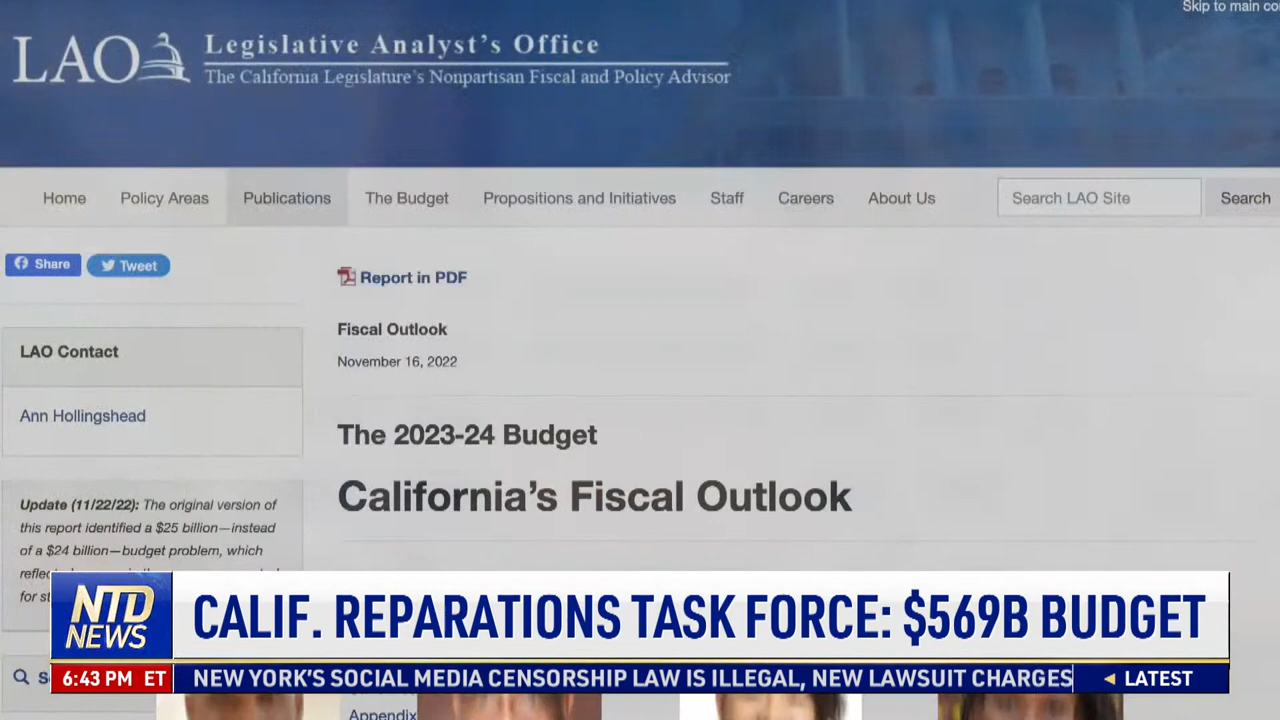 Skip to main co
LAO
Legislative Analyst's Office
The California Legislature's Nonpartisan Fiscal and Policy Advisor
Home Policy Areas Publications The Budget Propositions and Initiatives Staff Careers About Us Search LAO Site Search
Share Tweet
Report in PDF
Fiscal Outlook
November 16, 2022
LAO Contact
Ann Hollingshead
The 2023-24 Budget
California's Fiscal Outlook
Update (11/22/22): The original version of
this report identified a $25 billion—instead
of a $24 billion—budget problem, which
NTD
NEWS
CALIF. REPARATIONS TASK FORCE: $569B BUDGET
6:43 PM ET
NEW YORK'S SOCIAL MEDIA CENSORSHIP LAW IS ILLEGAL, NEW LAWSUIT CHARGES
LATEST
Appendix